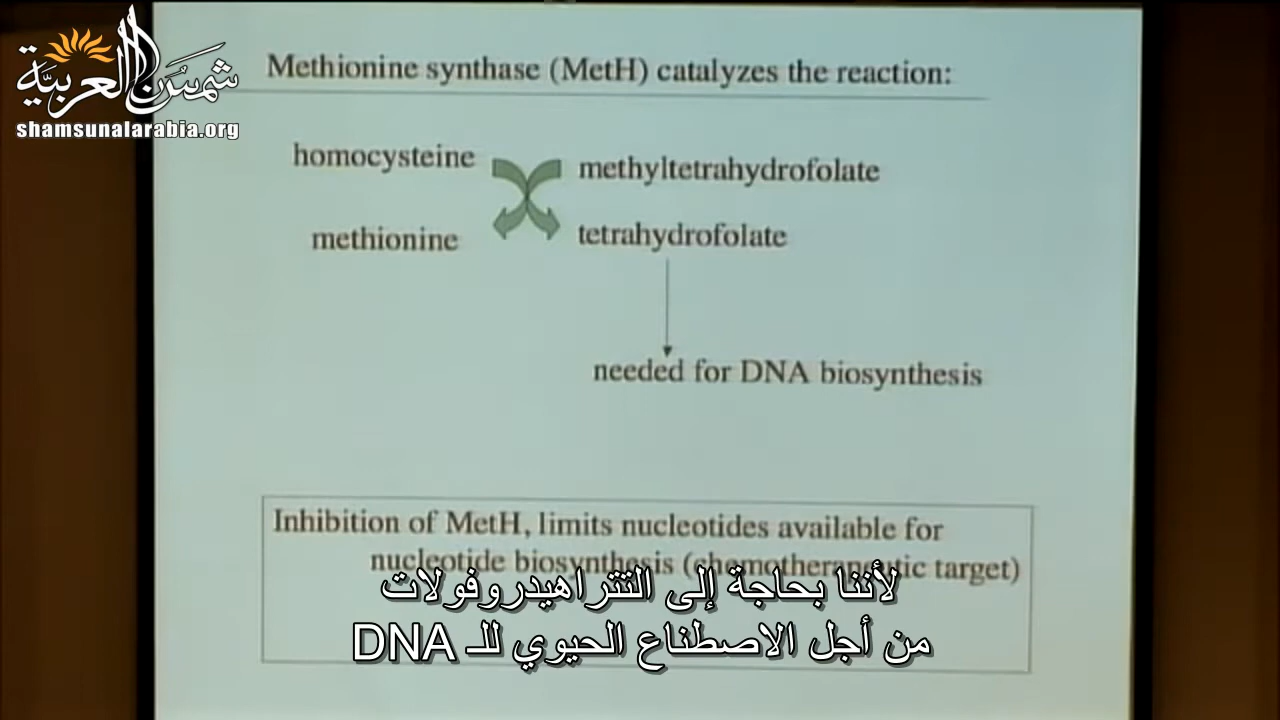 شمس العربية
shamsunalarabia.org
Methionine synthase (MetH) catalyzes the reaction:
homocysteine
methyltetrahydrofolate
methionine
tetrahydrofolate
needed for DNA biosynthesis
Inhibition of MetH, limits nucleotides available for
nucleotide biosynthesis (chemotherapeutic target)
لأننا بحاجة إلى التتراهيدروفولات
من أجل الاصطناع الحيوي للـ DNA